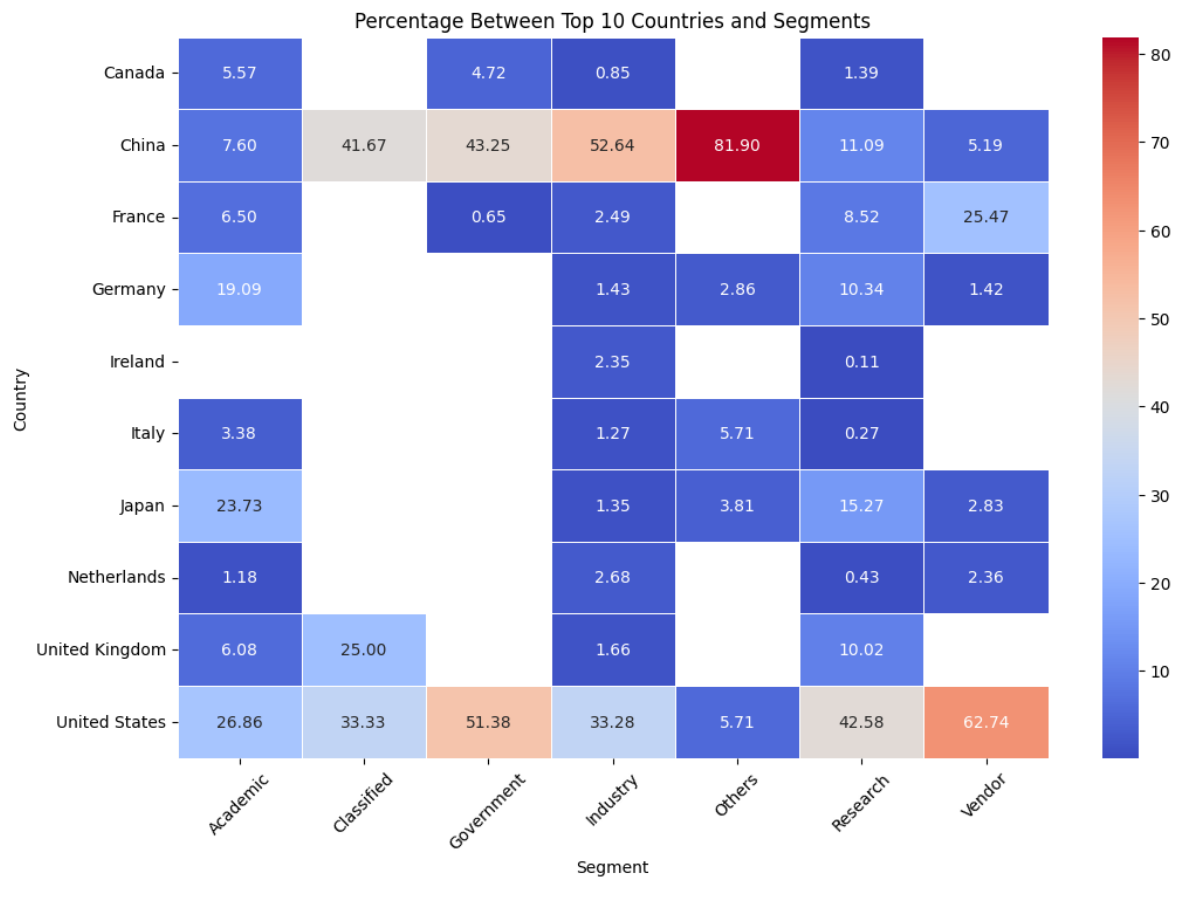 Percentage Between Top 10 Countries and Segments
Country
Canada 5.57 4.72 0.85 1.39
China 7.60 41.67 43.25 52.64 81.90 11.09 5.19
France 6.50 0.65 2.49 8.52 25.47
Germany 19.09 1.43 2.86 10.34 1.42
Ireland 2.35 0.11
Italy 3.38 1.27 5.71 0.27
Japan 23.73 1.35 3.81 15.27 2.83
Netherlands 1.18 2.68 0.43 2.36
United Kingdom 6.08 25.00 1.66 10.02
United States 26.86 33.33 51.38 33.28 5.71 42.58 62.74
Academic Classified Government Industry Others Research Vendor
Segment
80
70
60
50
40
30
20
10